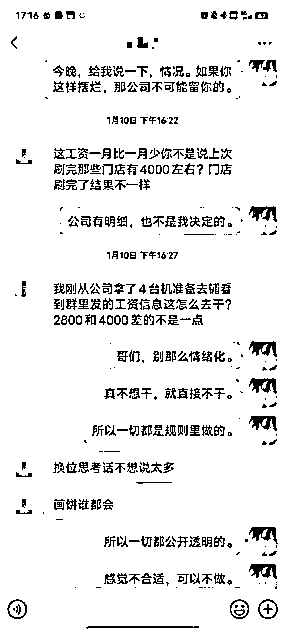 17:16
今晚，给我说一下，情况。如果你
这样摆烂，那公司不可能留你的。
1月10日 下午16:22
这工资一月比一月少你不是说上次
刷完那些门店有4000左右？门店
刷完了结果不一样
公司有明细，也不是我决定的。
1月10日 下午16:27
我刚从公司拿了4台机准备去铺看
到群里发的工资信息这怎么去干？
2800和4000差的不是一点
哥们，别那么情绪化。
真不想干，就直接不干。
所以一切都是规则里做的。
换位思考话不想说太多
画饼谁都会
所以一切都公开透明的。
感觉不合适，可以不做。